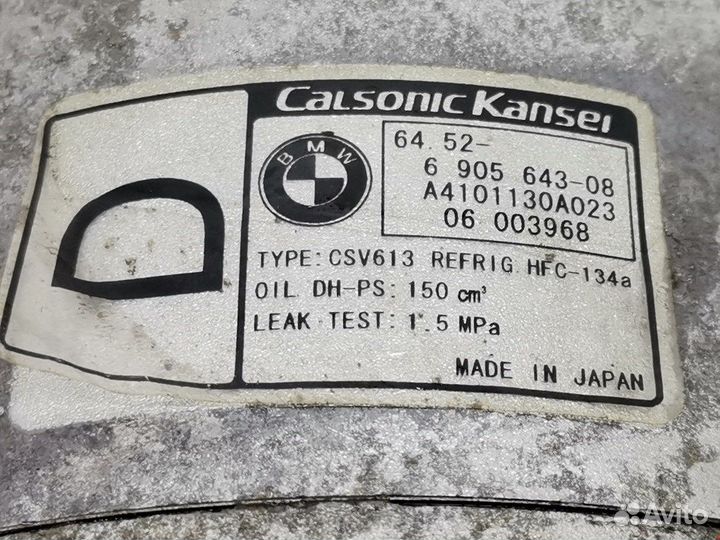 Calsonic Kansei
BMW
64.52-
6 905 643-08
A4101130A023
06 003968
TYPE: CSV613 REFRIG. HFC-134a
OIL DH-PS: 150 cm³
LEAK TEST: 1.5 MPa
MADE IN JAPAN
D
Avito